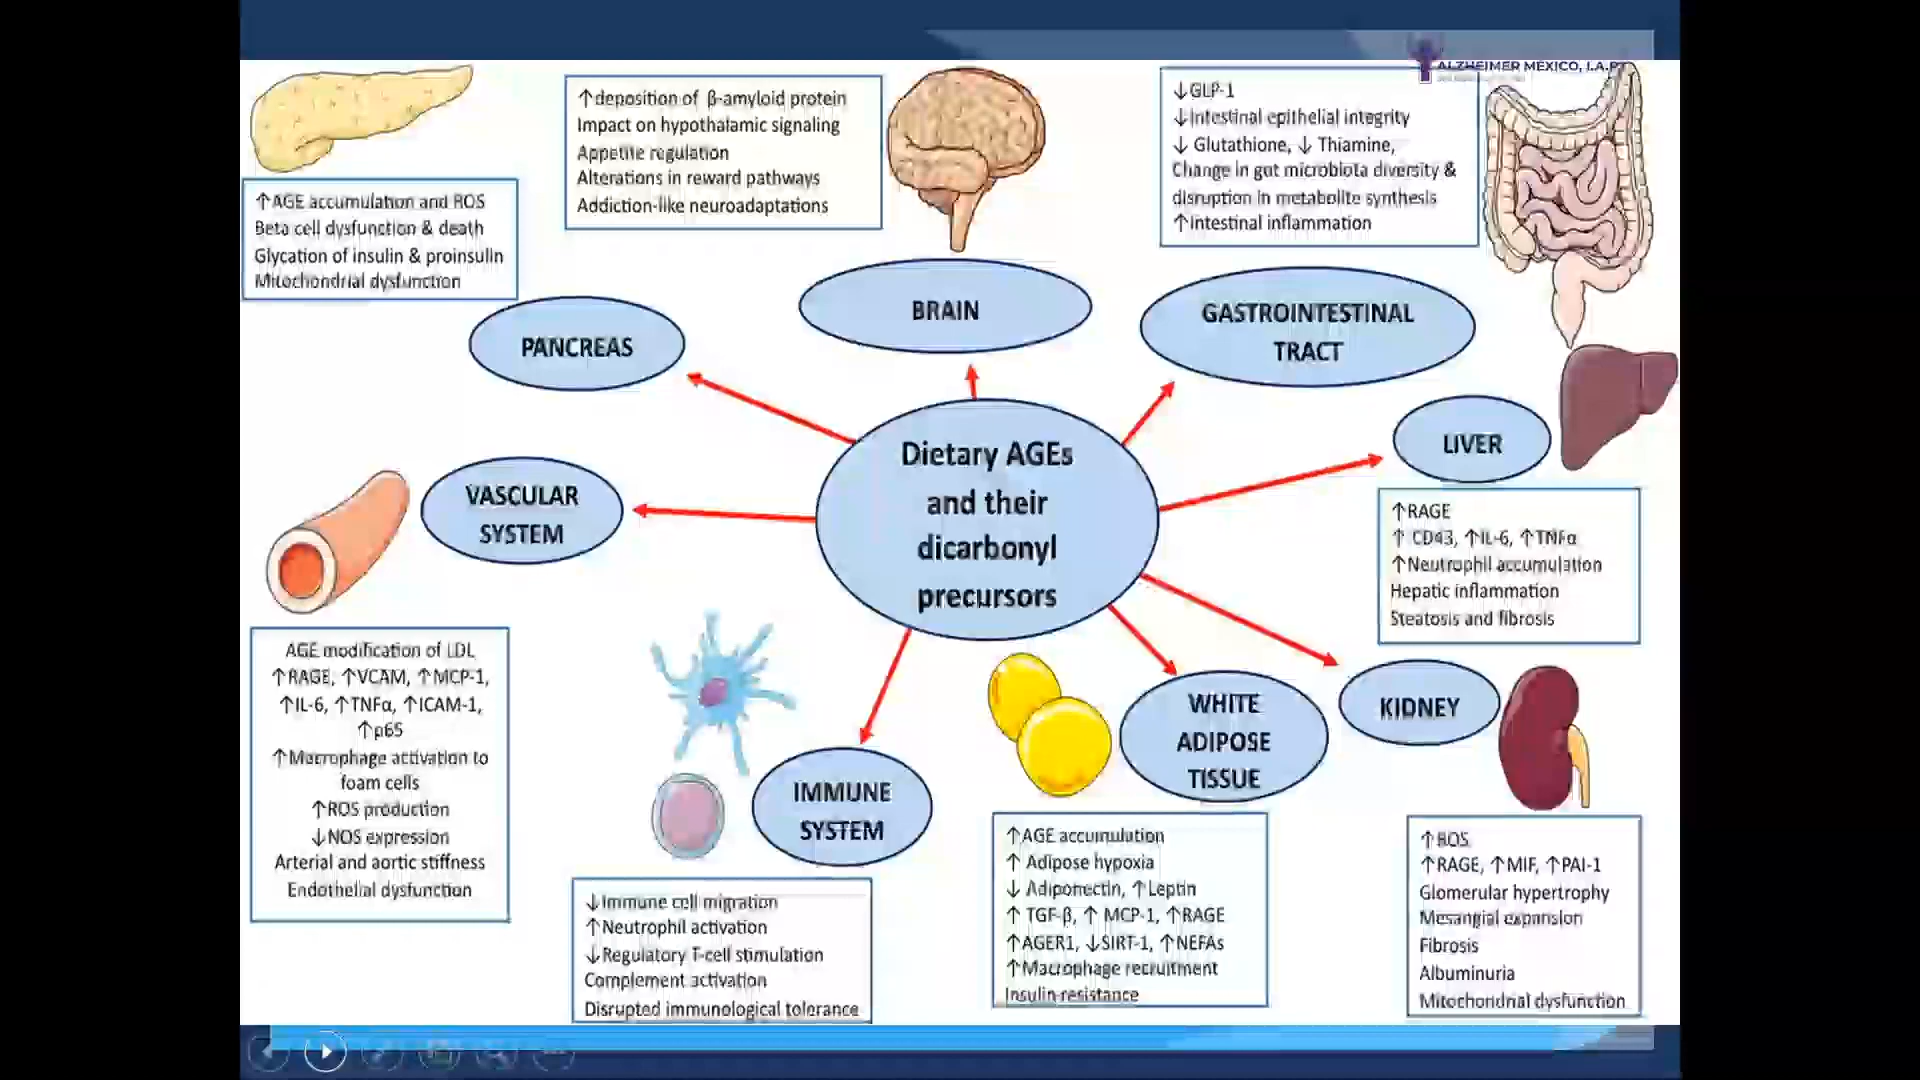 ALZHEIMER MÉXICO, I.A.P.
↑deposition of β-amyloid protein
Impact on hypothalamic signaling
Appetite regulation
Alterations in reward pathways
Addiction-like neuroadaptations
↓GLP-1
↓Intestinal epithelial integrity
↓ Glutathione, ↓ Thiamine,
Change in gut microbiota diversity &
disruption in metabolite synthesis
↑Intestinal inflammation
↑AGE accumulation and ROS
Beta cell dysfunction & death
Glycation of insulin & proinsulin
Mitochondrial dysfunction
PANCREAS
BRAIN
GASTROINTESTINAL
TRACT
LIVER
Dietary AGEs
and their
dicarbonyl
precursors
VASCULAR
SYSTEM
↑RAGE
↑ CD43, ↑IL-6, ↑TNFα
↑Neutrophil accumulation
Hepatic inflammation
Steatosis and fibrosis
AGE modification of LDL
↑RAGE, ↑VCAM, ↑MCP-1,
↑IL-6, ↑TNFα, ↑ICAM-1,
↑p65
↑Macrophage activation to
foam cells
↑ROS production
↓NOS expression
Arterial and aortic stiffness
Endothelial dysfunction
IMMUNE
SYSTEM
WHITE
ADIPOSE
TISSUE
KIDNEY
↓Immune cell migration
↑Neutrophil activation
↓Regulatory T-cell stimulation
Complement activation
Disrupted immunological tolerance
↑AGE accumulation
↑ Adipose hypoxia
↓ Adiponectin, ↑Leptin
↑ TGF-β, ↑ MCP-1, ↑RAGE
↑AGER1, ↓SIRT-1, ↑NEFAs
↑Macrophage recruitment
Insulin resistance
↑ROS
↑RAGE, ↑MIF, ↑PAI-1
Glomerular hypertrophy
Mesangial expansion
Fibrosis
Albuminuria
Mitochondrial dysfunction